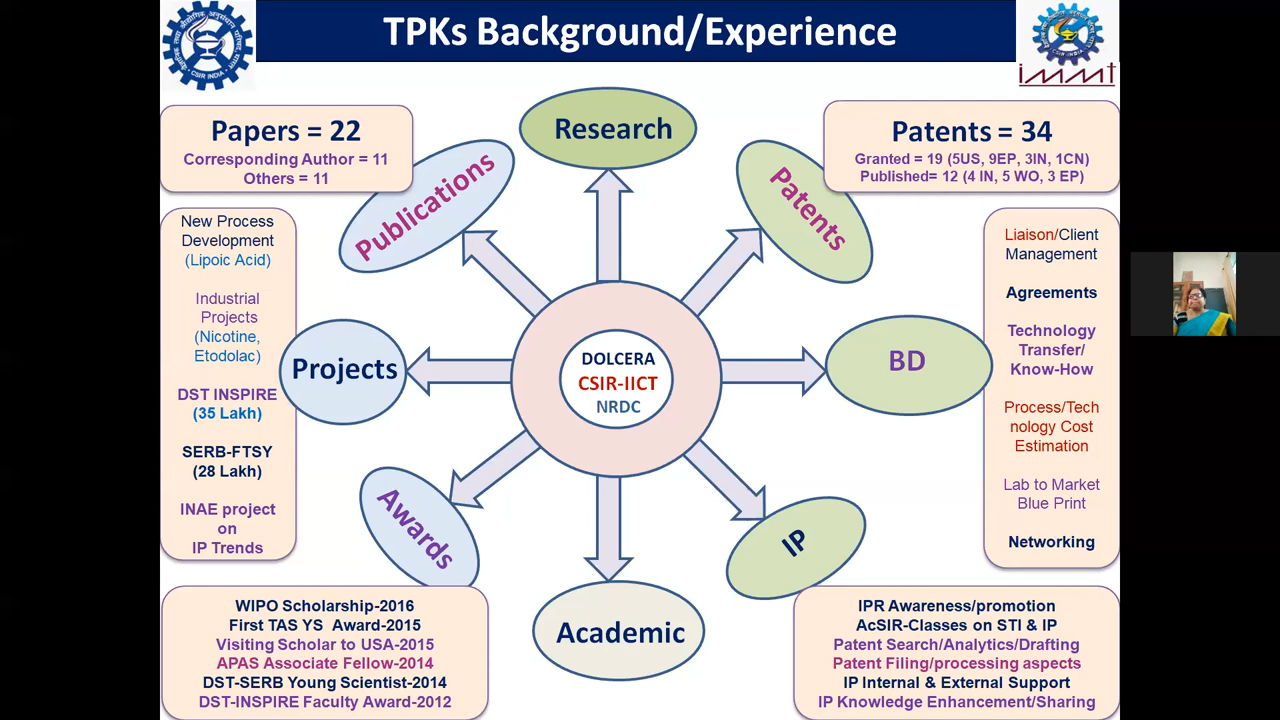 TPKs Background/Experience
CSIR INDIA
CSIR-INDIA
immt
Papers = 22
Corresponding Author = 11
Others = 11
Publications
Research
Patents
Patents = 34
Granted = 19 (5US, 9EP, 3IN, 1CN)
Published= 12 (4 IN, 5 WO, 3 EP)
New Process
Development
(Lipoic Acid)
Industrial
Projects
(Nicotine,
Etodolac)
DST INSPIRE
(35 Lakh)
SERB-FTSY
(28 Lakh)
INAE project
on
IP Trends
Projects
DOLCERA
CSIR-IICT
NRDC
BD
Liaison/Client
Management
Agreements
Technology
Transfer/
Know-How
Process/Tech
nology Cost
Estimation
Lab to Market
Blue Print
Networking
Awards
Academic
IP
WIPO Scholarship-2016
First TAS YS Award-2015
Visiting Scholar to USA-2015
APAS Associate Fellow-2014
DST-SERB Young Scientist-2014
DST-INSPIRE Faculty Award-2012
IPR Awareness/promotion
AcSIR-Classes on STI & IP
Patent Search/Analytics/Drafting
Patent Filing/processing aspects
IP Internal & External Support
IP Knowledge Enhancement/Sharing